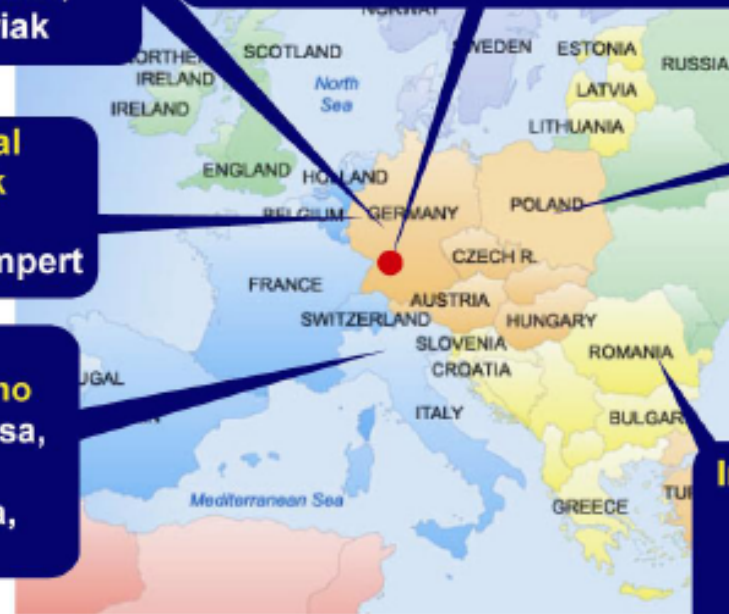 iak
NORWAY
SCOTLAND
SWEDEN
ESTONIA
RUSSIA
IRELAND
North
Sea
LATVIA
IRELAND
LITHUANIA
al
k
ENGLAND
HOLLAND
BELGIUM
GERMANY
POLAND
mpert
FRANCE
CZECH R.
AUSTRIA
SWITZERLAND
HUNGARY
SLOVENIA
ROMANIA
CROATIA
UGAL
no
sa,
ITALY
BULGAR
I
Mediterranean Sea
GREECE
TU
a,